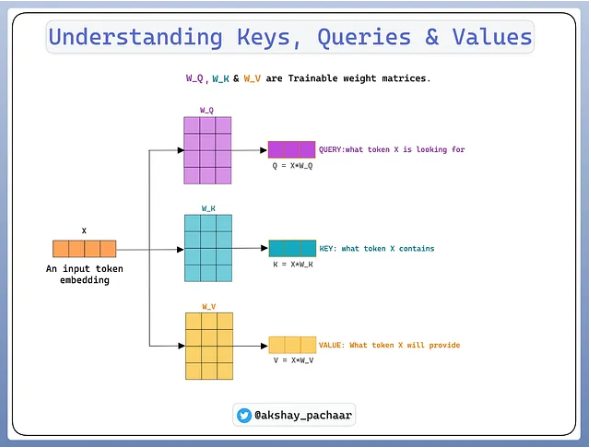 Understanding Keys, Queries & Values
W_Q, W_K & W_V are Trainable weight matrices.
W_Q
QUERY:what token X is looking for
Q = X*W_Q
X
An input token
embedding
W_K
KEY: what token X contains
K = X*W_K
W_V
VALUE: What token X will provide
V = X*W_V
@akshay_pachaar